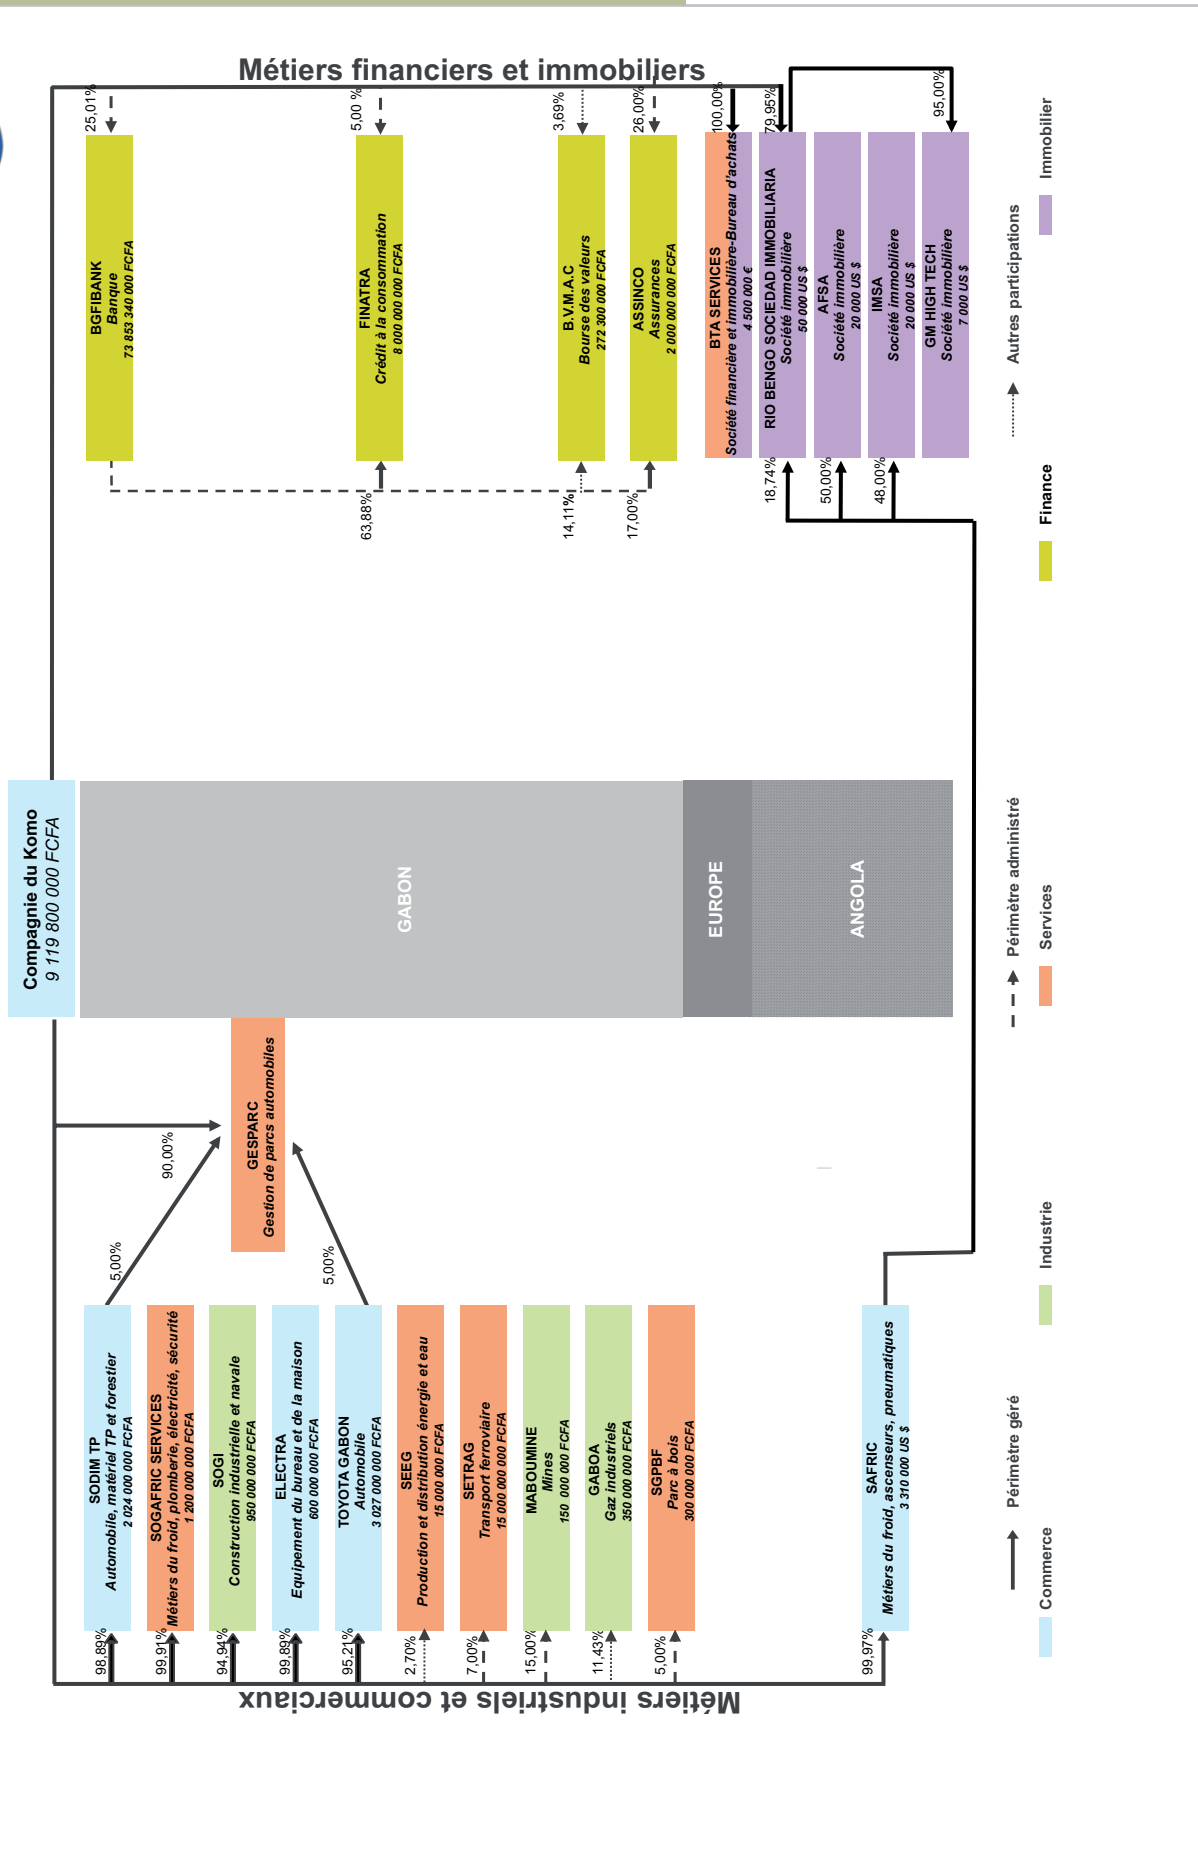 Compagnie du Komo
9 119 800 000 FCFA
Métiers industriels et commerciaux
98,89%
SODIM TP
Automobile, matériel TP et forestier
2 024 000 000 FCFA
99,91%
SOGAFRIC SERVICES
Métiers du froid, plomberie, électricité, sécurité
1 200 000 000 FCFA
94,94%
SOGI
Construction industrielle et navale
950 000 000 FCFA
99,89%
ELECTRA
Equipement du bureau et de la maison
600 000 000 FCFA
95,21%
TOYOTA GABON
Automobile
3 027 000 000 FCFA
2,70%
SEEG
Production et distribution énergie et eau
15 000 000 FCFA
7,00%
SETRAG
Transport ferroviaire
15 000 000 000 FCFA
15,00%
MABOUMINE
Mines
150 000 000 FCFA
11,43%
GABOA
Gaz industriels
350 000 000 FCFA
5,00%
SGPBF
Parc à bois
300 000 000 FCFA
99,97%
SAFRIC
Métiers du froid, ascenseurs, pneumatiques
3 310 000 US $
5,00%
90,00%
5,00%
GESPARC
Gestion de parcs automobiles
GABON
EUROPE
ANGOLA
Métiers financiers et immobiliers
BGFIBANK
Banque
73 853 340 000 FCFA
25,01%
63,88%
FINATRA
Crédit à la consommation
8 000 000 000 FCFA
5,00 %
14,11%
B.V.M.A.C
Bourse des valeurs
272 300 000 FCFA
3,69%
17,00%
ASSINCO
Assurances
2 000 000 000 FCFA
26,00%
BTA SERVICES
Société financière et immobilière-Bureau d'achats
4 500 000 €
100,00%
18,74%
RIO BENGO SOCIEDAD IMMOBILIARIA
Société immobilière
50 000 US $
79,95%
50,00%
AFSA
Société immobilière
20 000 US $
48,00%
IMSA
Société immobilière
20 000 US $
GM HIGH TECH
Société immobilière
7 000 US $
95,00%
Périmètre géré
Périmètre administré
Autres participations
Commerce
Industrie
Services
Finance
Immobilier